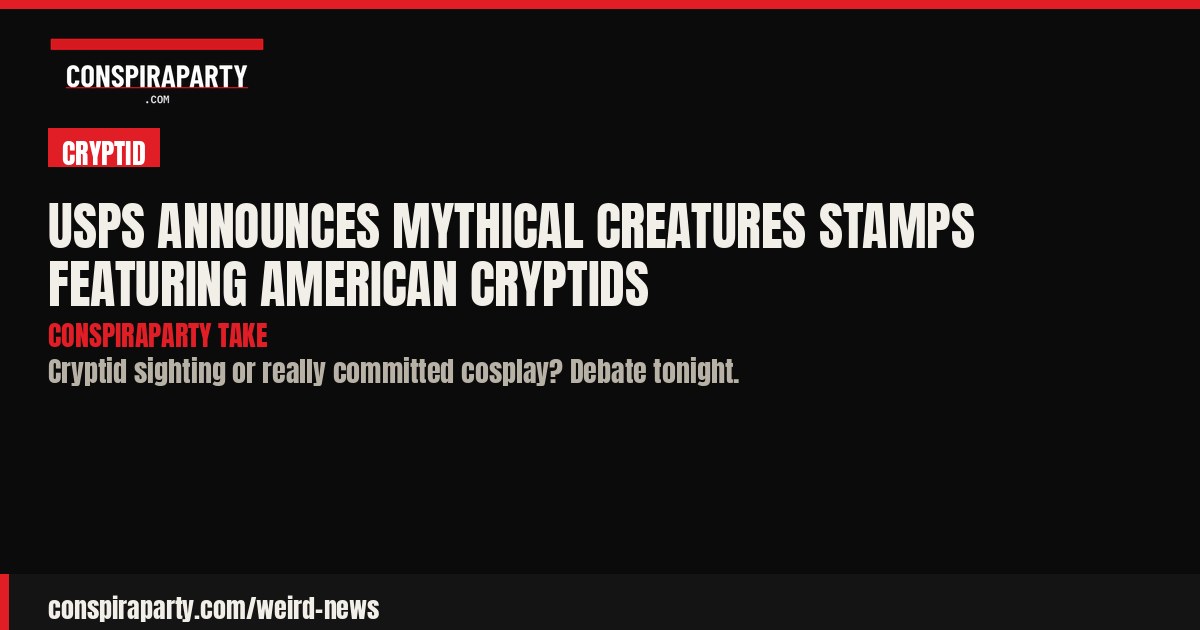 CONSPIRAPARTY
.COM
CRYPTID
USPS ANNOUNCES MYTHICAL CREATURES STAMPS
FEATURING AMERICAN CRYPTIDS
CONSPIRAPARTY TAKE
Cryptid sighting or really committed cosplay? Debate tonight.
conspiraparty.com/weird-news